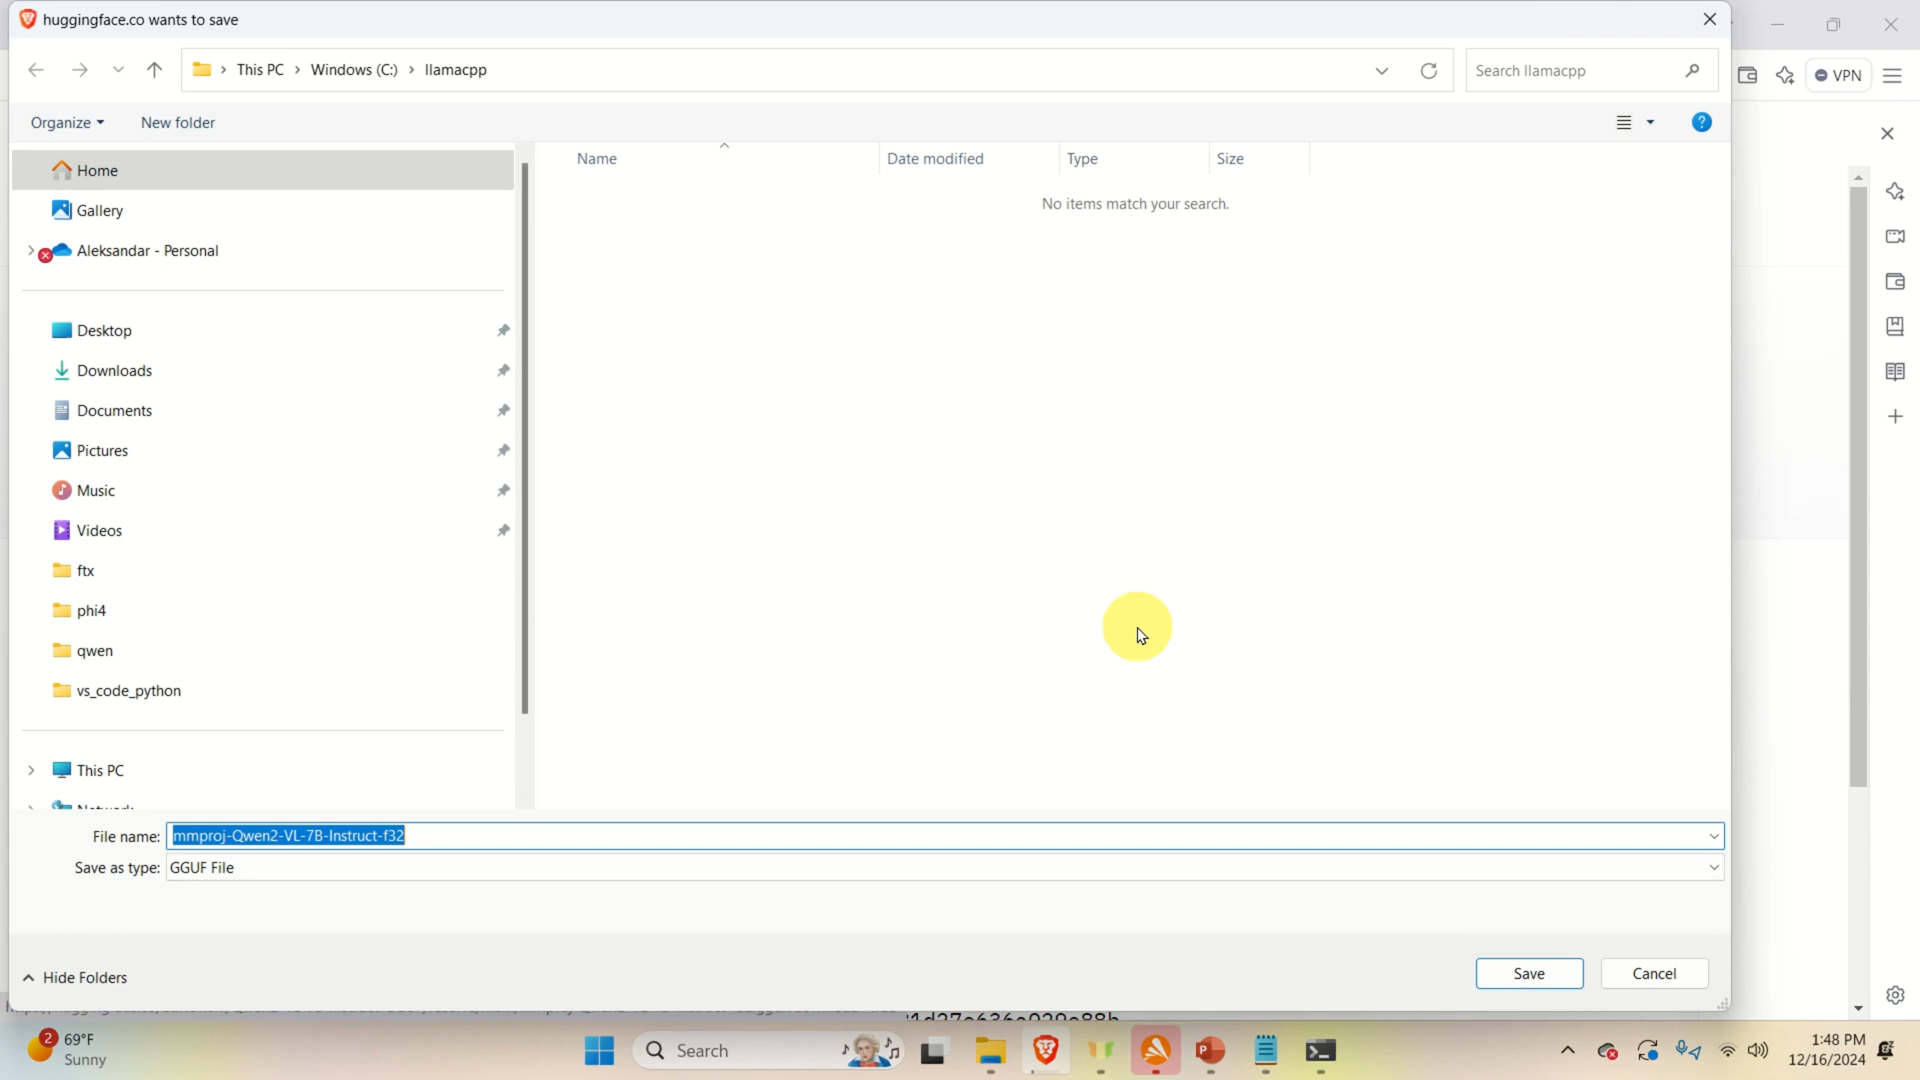 huggingface.co wants to save
This PC > Windows (C:) > llamacpp
Search llamacpp
VPN
Organize
New folder
Name
Date modified
Type
Size
No items match your search.
Home
Gallery
Aleksandar - Personal
Desktop
Downloads
Documents
Pictures
Music
Videos
ftx
phi4
qwen
vs_code_python
This PC
Network
File name: mmproj-Qwen2-VL-7B-Instruct-f32
Save as type: GGUF File
Hide Folders
Save
Cancel
2
69°F
Sunny
Search
1:48 PM
12/16/2024